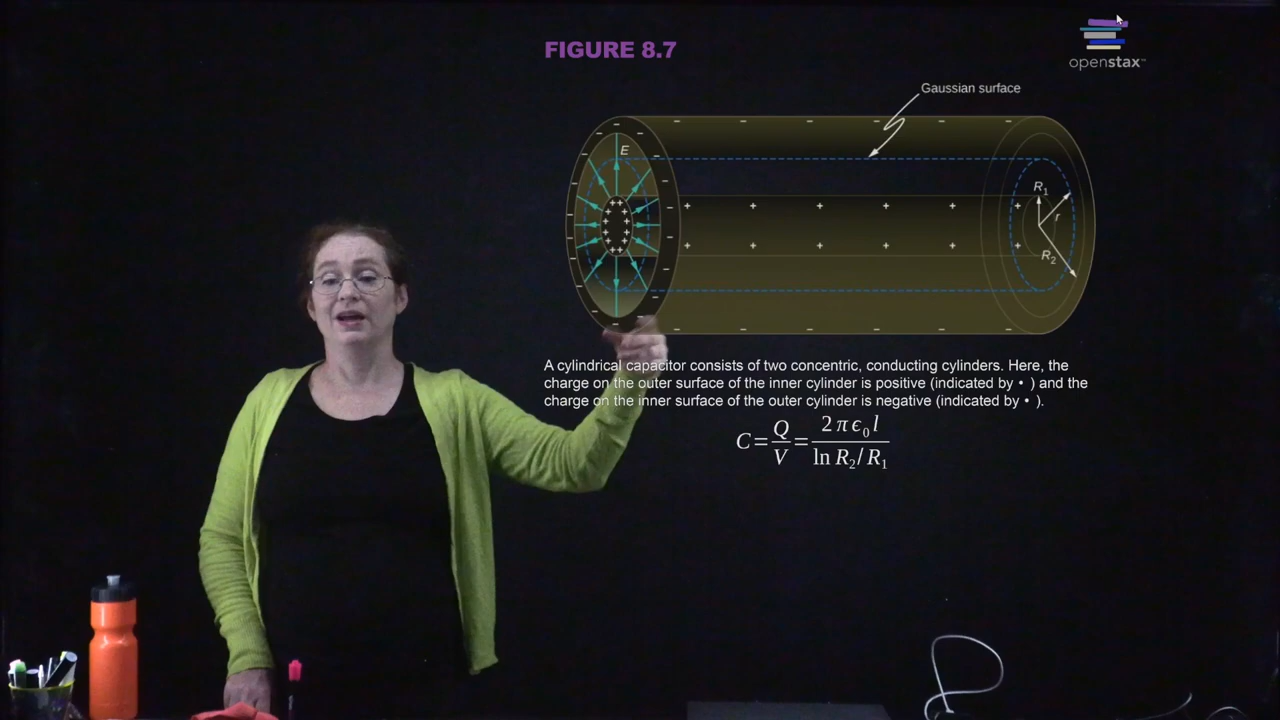 FIGURE 8.7
openstax™
Gaussian surface
E
R1
r
R2
A cylindrical capacitor consists of two concentric, conducting cylinders. Here, the
charge on the outer surface of the inner cylinder is positive (indicated by • ) and the
charge on the inner surface of the outer cylinder is negative (indicated by • ).
C=Q/V=2πϵ₀l/ln R₂/R₁